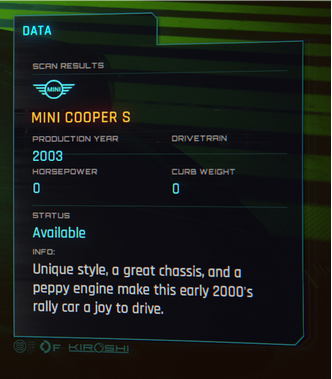 DATA
SCAN RESULTS
MINI
MINI COOPER S
PRODUCTION YEAR DRIVETRAIN
2003
HORSEPOWER CURB WEIGHT
0 0
STATUS
Available
INFO:
Unique style, a great chassis, and a
peppy engine make this early 2000's
rally car a joy to drive.
KIROSHI